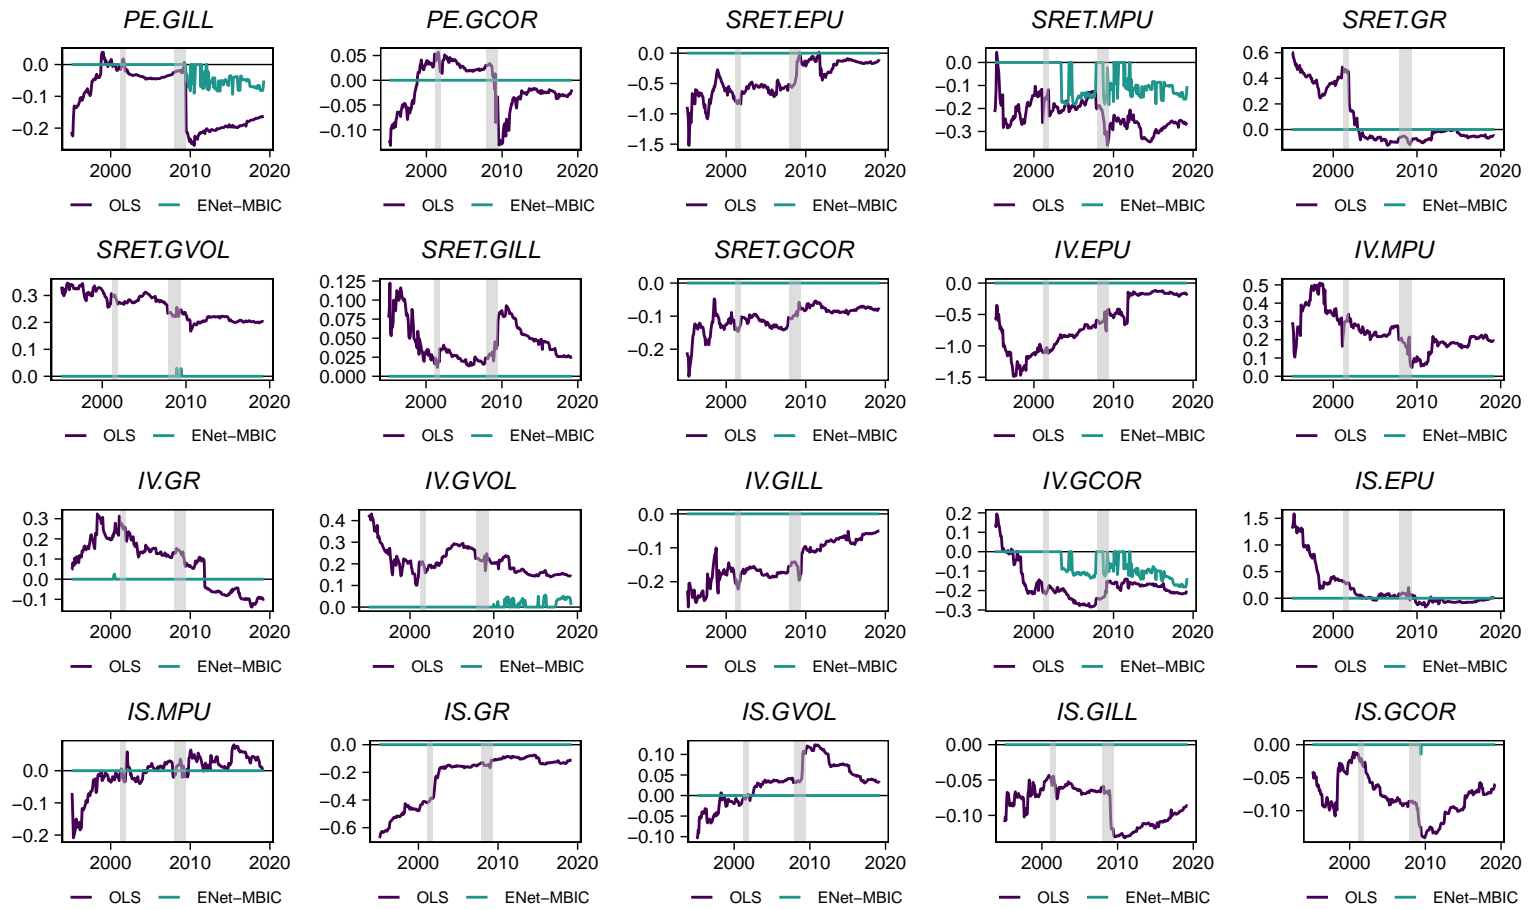 PE.GILL PE.GCOR SRET.EPU SRET.MPU SRET.GR
0.0 −0.1 −0.2 2000 2010 2020
0.05 0.00 −0.05 −0.10 2000 2010 2020
0.0 −0.5 −1.0 −1.5 2000 2010 2020
0.0 −0.1 −0.2 −0.3 2000 2010 2020
0.6 0.4 0.2 0.0 2000 2010 2020
OLS ENet−MBIC OLS ENet−MBIC OLS ENet−MBIC OLS ENet−MBIC OLS ENet−MBIC
SRET.GVOL SRET.GILL SRET.GCOR IV.EPU IV.MPU
0.3 0.2 0.1 0.0 2000 2010 2020
0.125 0.100 0.075 0.050 0.025 0.000 2000 2010 2020
0.0 −0.1 −0.2 2000 2010 2020
0.0 −0.5 −1.0 −1.5 2000 2010 2020
0.5 0.4 0.3 0.2 0.1 0.0 2000 2010 2020
OLS ENet−MBIC OLS ENet−MBIC OLS ENet−MBIC OLS ENet−MBIC OLS ENet−MBIC
IV.GR IV.GVOL IV.GILL IV.GCOR IS.EPU
0.3 0.2 0.1 0.0 −0.1 2000 2010 2020
0.4 0.3 0.2 0.1 0.0 2000 2010 2020
0.0 −0.1 −0.2 2000 2010 2020
0.2 0.1 0.0 −0.1 −0.2 −0.3 2000 2010 2020
1.5 1.0 0.5 0.0 2000 2010 2020
OLS ENet−MBIC OLS ENet−MBIC OLS ENet−MBIC OLS ENet−MBIC OLS ENet−MBIC
IS.MPU IS.GR IS.GVOL IS.GILL IS.GCOR
0.0 −0.1 −0.2 2000 2010 2020
0.0 −0.2 −0.4 −0.6 2000 2010 2020
0.10 0.05 0.00 −0.05 −0.10 2000 2010 2020
0.00 −0.05 −0.10 2000 2010 2020
0.00 −0.05 −0.10 2000 2010 2020
OLS ENet−MBIC OLS ENet−MBIC OLS ENet−MBIC OLS ENet−MBIC OLS ENet−MBIC